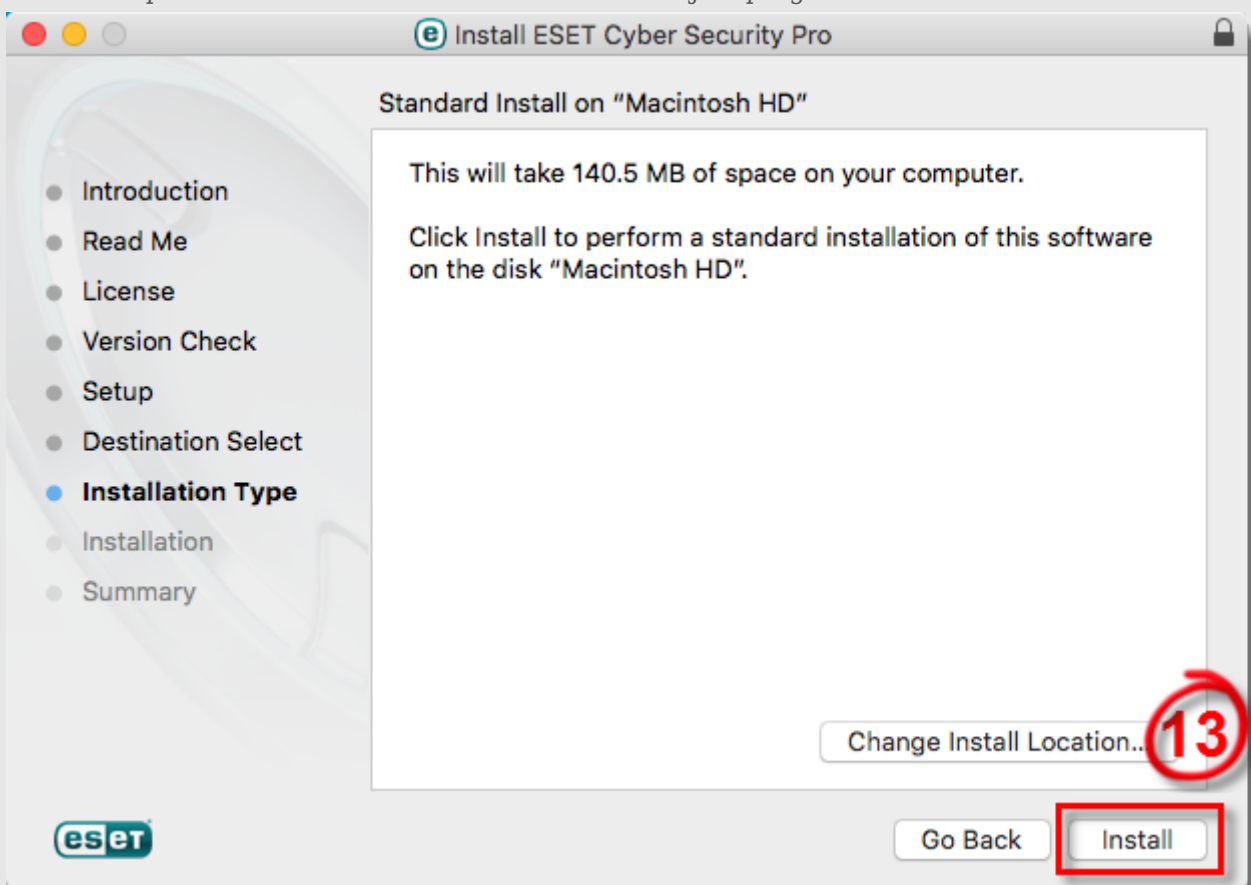 Install ESET Cyber Security Pro
Standard Install on “Macintosh HD”
This will take 140.5 MB of space on your computer.
Click Install to perform a standard installation of this software
on the disk “Macintosh HD”.
Introduction
Read Me
License
Version Check
Setup
Destination Select
Installation Type
Installation
Summary
Change Install Location...
13
eset
Go Back
Install